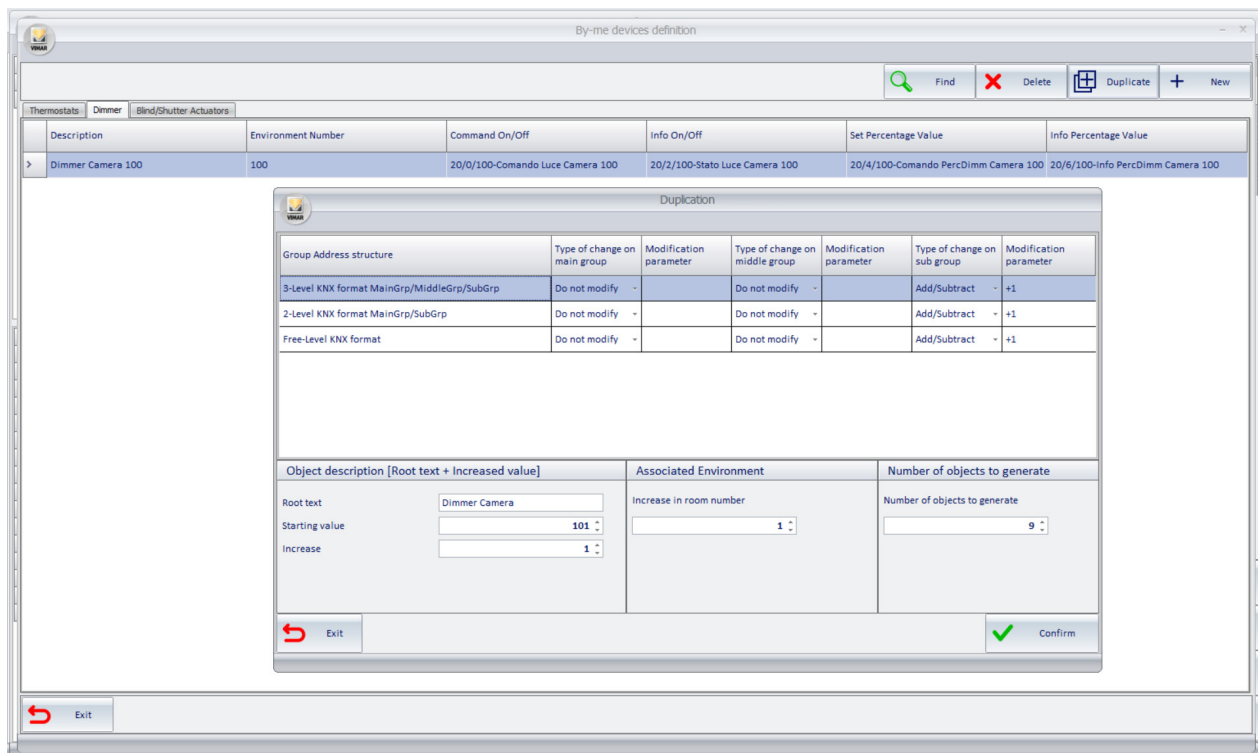 By-me devices definition
VIMAR
Find Delete Duplicate New
Thermostats Dimmer Blind/Shutter Actuators
Description Environment Number Command On/Off Info On/Off Set Percentage Value Info Percentage Value
Dimmer Camera 100 100 20/0/100-Comando Luce Camera 100 20/2/100-Stato Luce Camera 100 20/4/100-Comando PercDimm Camera 100 20/6/100-Info PercDimm Camera 100
Duplication
VIMAR
Group Address structure Type of change on main group Modification parameter Type of change on middle group Modification parameter Type of change on sub group Modification parameter
3-Level KNX format MainGrp/MiddleGrp/SubGrp Do not modify Do not modify Add/Subtract +1
2-Level KNX format MainGrp/SubGrp Do not modify Do not modify Add/Subtract +1
Free-Level KNX format Do not modify Do not modify Add/Subtract +1
Object description [Root text + Increased value] Associated Environment Number of objects to generate
Root text Dimmer Camera Increase in room number Number of objects to generate
Starting value 101 1 9
Increase 1
Exit Confirm
Exit